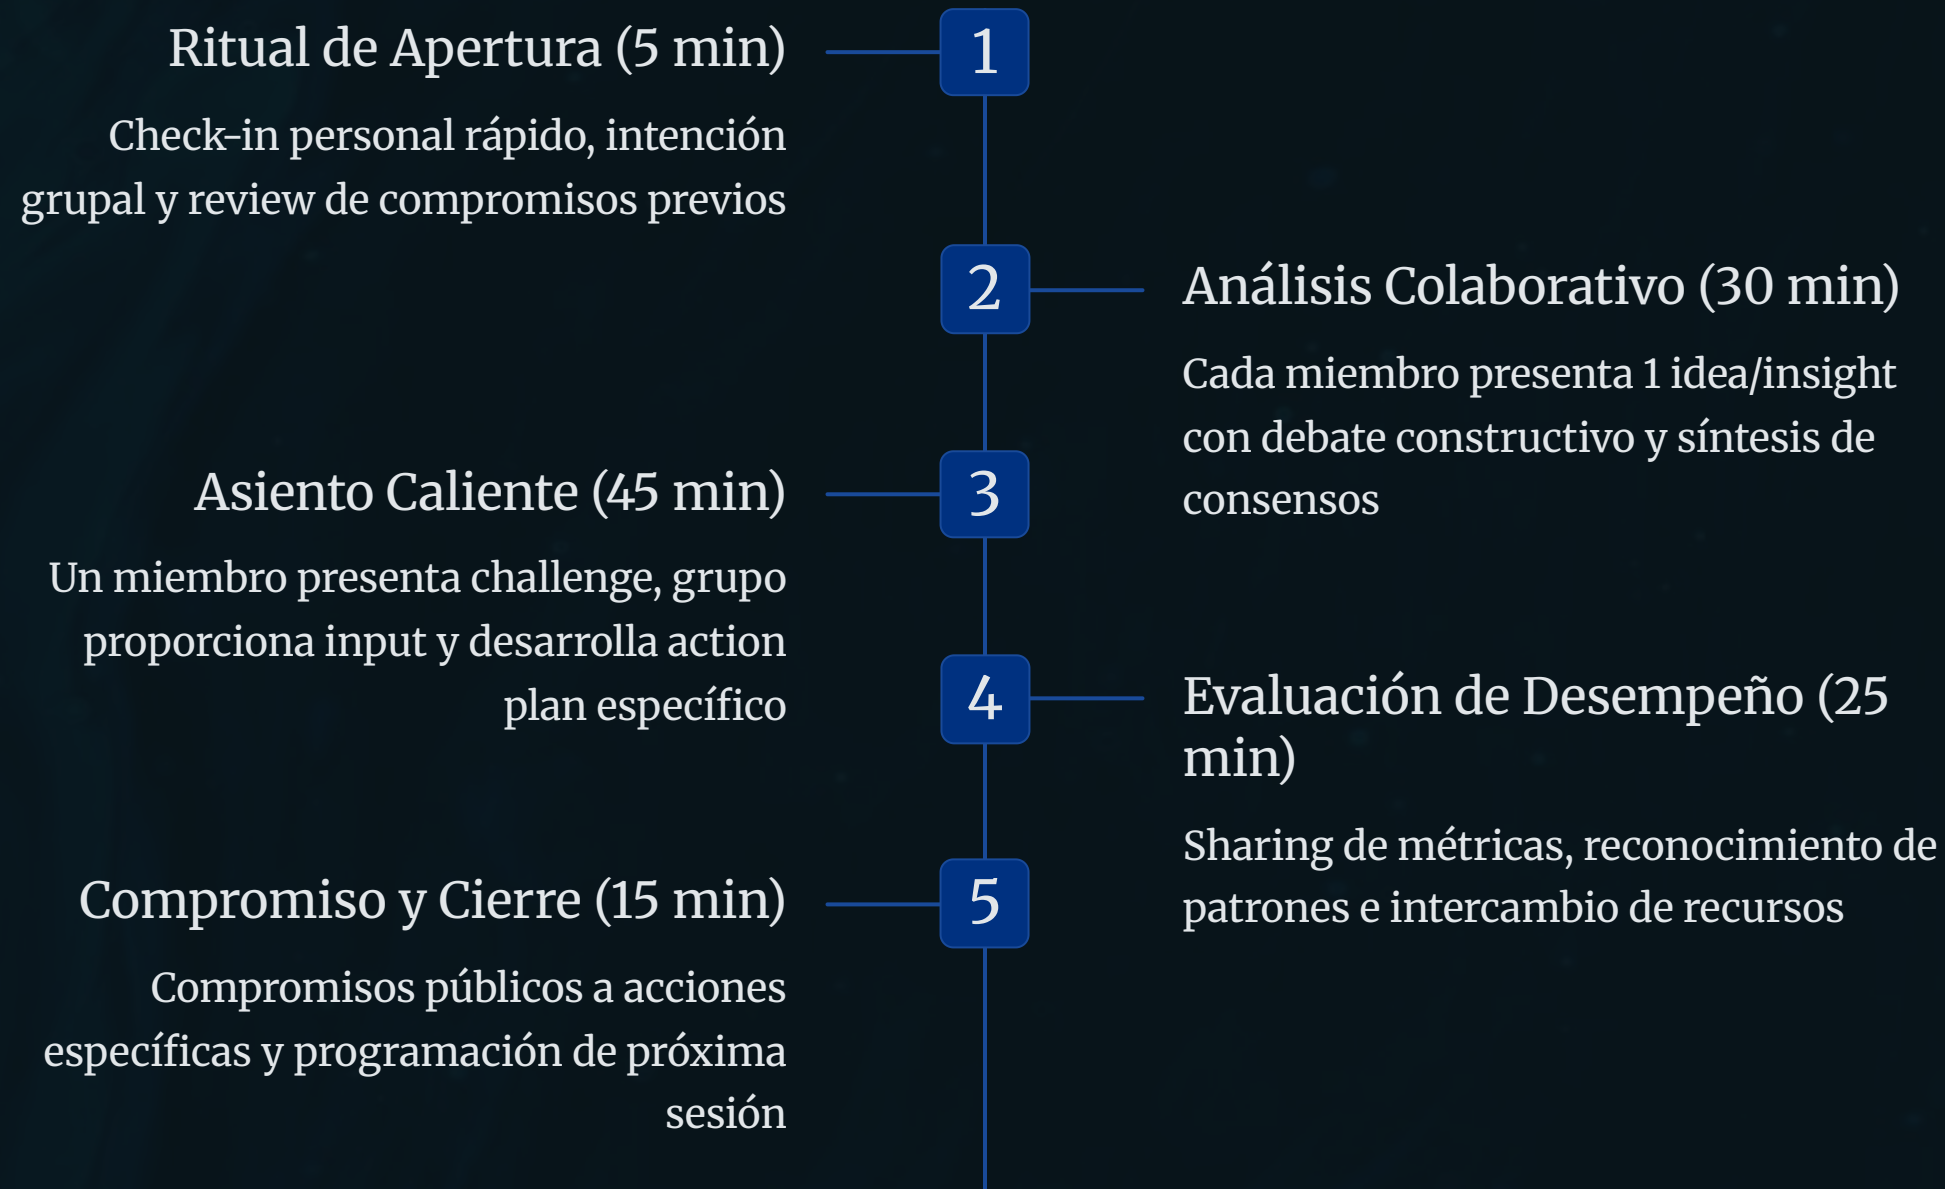 Ritual de Apertura (5 min)
1
Check-in personal rápido, intención
grupal y review de compromisos previos
2
Análisis Colaborativo (30 min)
Cada miembro presenta 1 idea/insight
con debate constructivo y síntesis de
consensos
Asiento Caliente (45 min)
3
Un miembro presenta challenge, grupo
proporciona input y desarrolla action
plan específico
4
Evaluación de Desempeño (25
min)
Sharing de métricas, reconocimiento de
patrones e intercambio de recursos
Compromiso y Cierre (15 min)
5
Compromisos públicos a acciones
específicas y programación de próxima
sesión